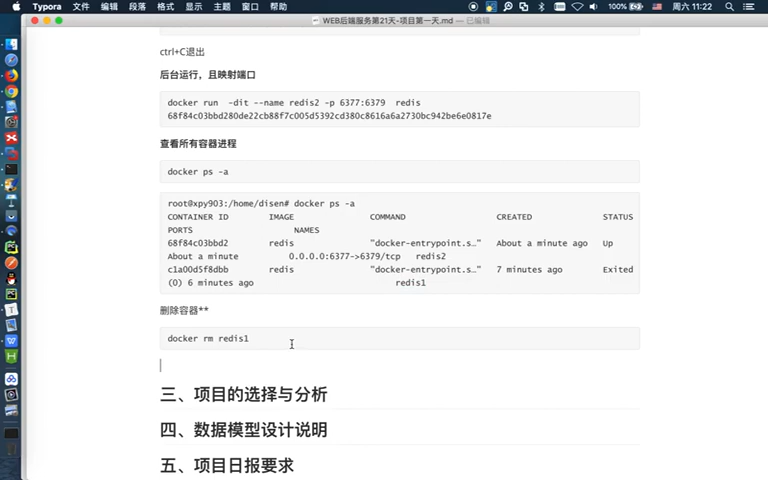 Typora 文件 编辑 段落 格式 显示 主题 窗口 帮助 100% 周六 11:22
WEB后端服务第21天-项目第一天.md — 已编辑
ctrl+C退出
后台运行，且映射端口
docker run  -dit --name redis2 -p 6377:6379  redis
68f84c03bbd280de22cb88f7c005d5392cd380c8616a6a2730bc942be6e0817e
查看所有容器进程
docker ps -a
root@xpy903:/home/disen# docker ps -a
CONTAINER ID IMAGE COMMAND CREATED STATUS
PORTS NAMES
68f84c03bbd2 redis "docker-entrypoint.s…" About a minute ago Up
About a minute 0.0.0.0:6377->6379/tcp redis2
c1a00d5f8dbb redis "docker-entrypoint.s…" 7 minutes ago Exited
(0) 6 minutes ago redis1
删除容器**
docker rm redis1
三、项目的选择与分析
四、数据模型设计说明
五、项目日报要求